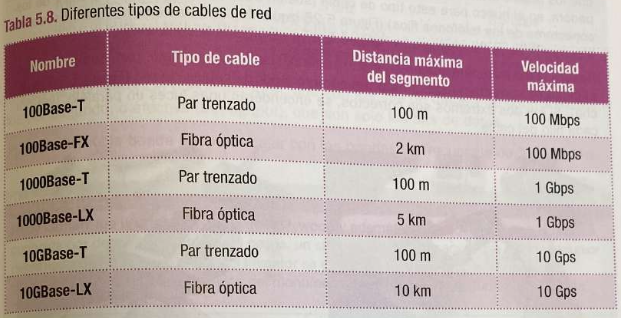 Tabla 5.8. Diferentes tipos de cables de red
Nombre Tipo de cable Distancia máxima del segmento Velocidad máxima
100Base-T Par trenzado 100 m 100 Mbps
100Base-FX Fibra óptica 2 km 100 Mbps
1000Base-T Par trenzado 100 m 1 Gbps
1000Base-LX Fibra óptica 5 km 1 Gbps
10GBase-T Par trenzado 100 m 10 Gps
10GBase-LX Fibra óptica 10 km 10 Gps